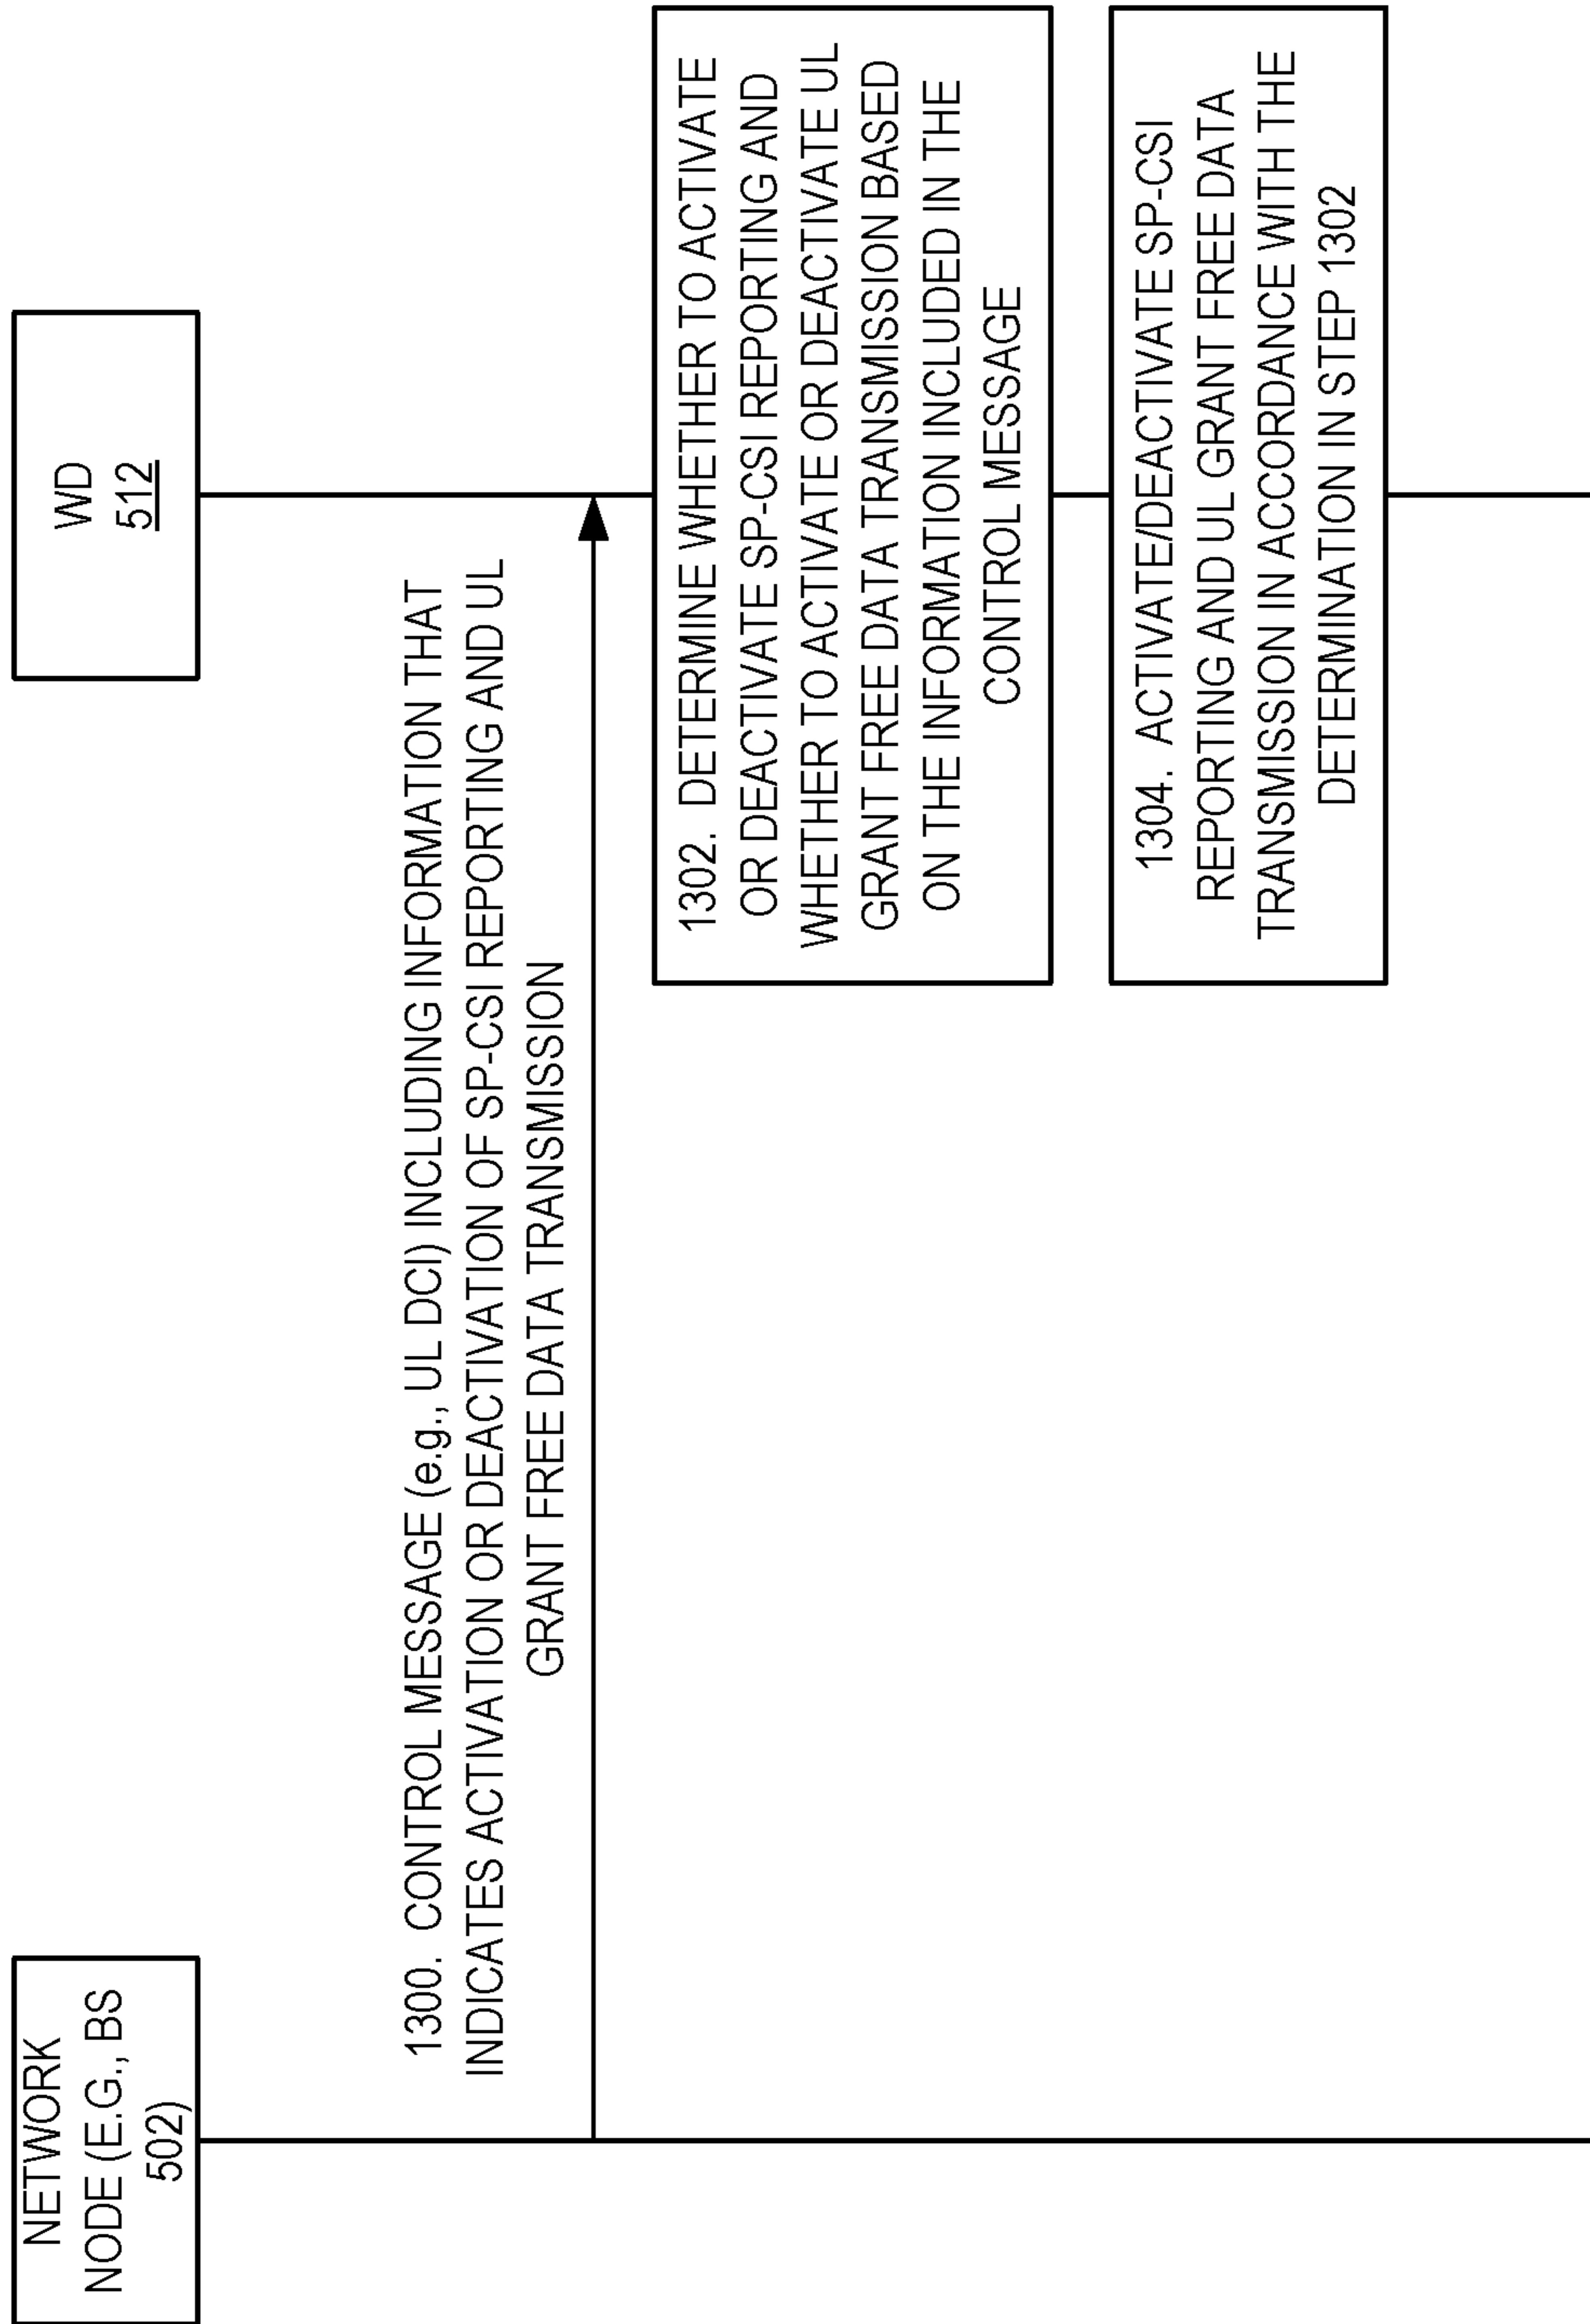 NETWORK
NODE (E.G., BS
502)
WD
512
1300. CONTROL MESSAGE (e.g., UL DCI) INCLUDING INFORMATION THAT
INDICATES ACTIVATION OR DEACTIVATION OF SP-CSI REPORTING AND UL
GRANT FREE DATA TRANSMISSION
1302. DETERMINE WHETHER TO ACTIVATE
OR DEACTIVATE SP-CSI REPORTING AND
WHETHER TO ACTIVATE OR DEACTIVATE UL
GRANT FREE DATA TRANSMISSION BASED
ON THE INFORMATION INCLUDED IN THE
CONTROL MESSAGE
1304. ACTIVATE/DEACTIVATE SP-CSI
REPORTING AND UL GRANT FREE DATA
TRANSMISSION IN ACCORDANCE WITH THE
DETERMINATION IN STEP 1302